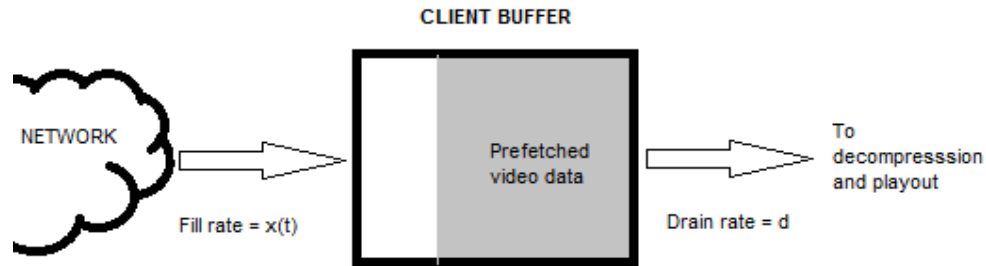 CLIENT BUFFER
NETWORK
Fill rate = x(t)
Prefetched
video data
Drain rate = d
To
decompresssion
and playout